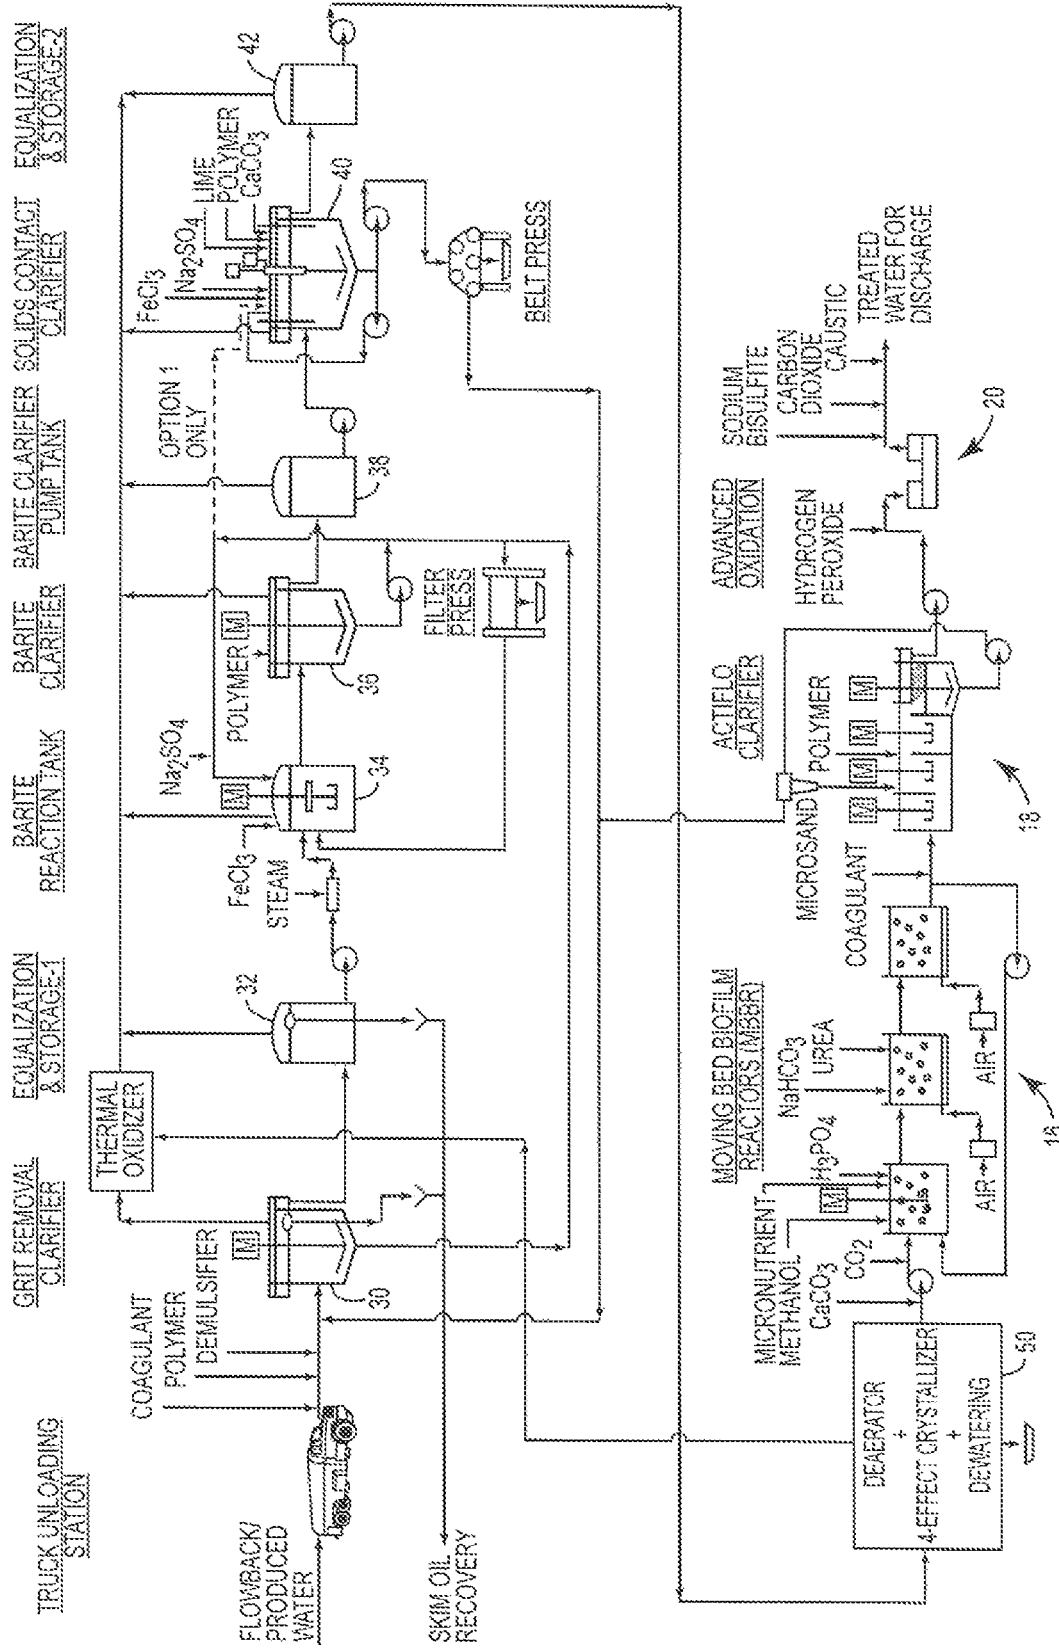 TRUCK UNLOADING
STATION
GRIT REMOVAL
CLARIFIER
EQUALIZATION
& STORAGE-1
BARITE
REACTION TANK
BARITE
CLARIFIER
BARITE CLARIFIER
PUMP TANK
SOLIDS CONTACT
CLARIFIER
EQUALIZATION
& STORAGE-2
THERMAL
OXIDIZER
COAGULANT
POLYMER
DEMULSIFIER
M
30
FLOWBACK/
PRODUCED
WATER
SKIM OIL
RECOVERY
32
FeCl3
STEAM
Na2SO4
M
34
POLYMER
M
36
FILTER
PRESS
38
OPTION 1
ONLY
FeCl3
Na2SO4
LIME
POLYMER
CaCO3
40
42
BELT PRESS
DEAERATOR
+
4-EFFECT CRYSTALLIZER
+
DEWATERING
50
MOVING BED BIOFILM
REACTORS (MBBR)
MICRONUTRIENT
METHANOL
CaCO3
CO2
M
H3PO4
NaHCO3
UREA
AIR
AIR
16
COAGULANT
ACTIFLO
CLARIFIER
MICROSAND
POLYMER
M
M
M
M
18
ADVANCED
OXIDATION
HYDROGEN
PEROXIDE
SODIUM
BISULFITE
CARBON
DIOXIDE
CAUSTIC
TREATED
WATER FOR
DISCHARGE
20